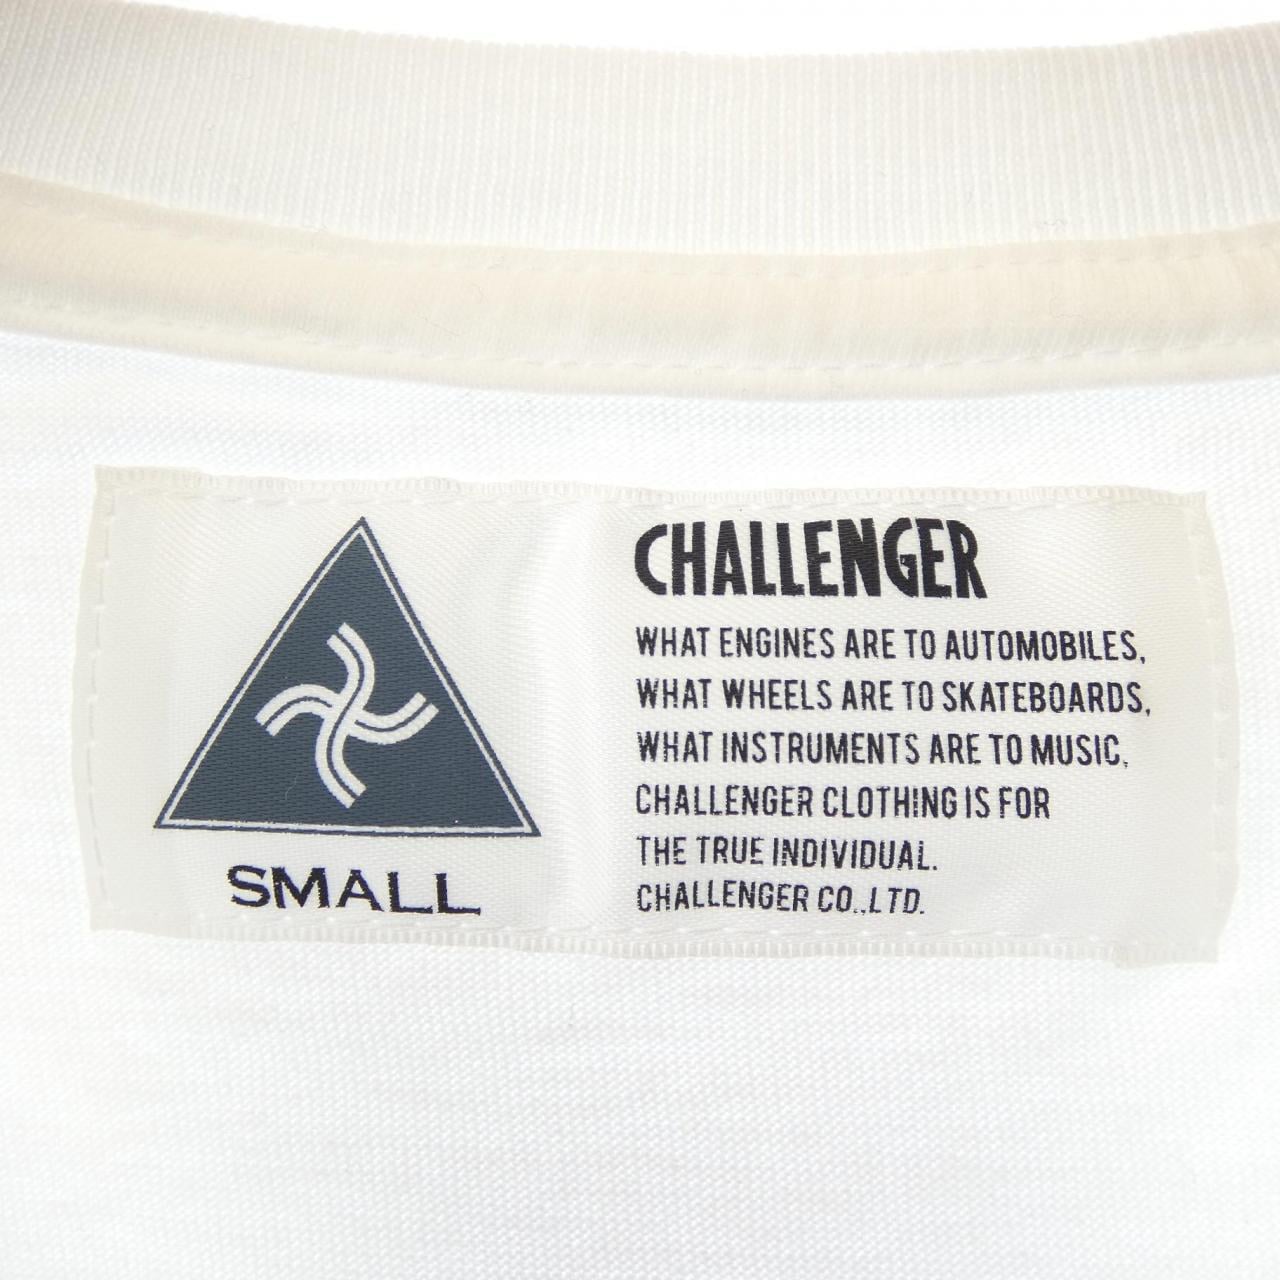 SMALL
CHALLENGER
WHAT ENGINES ARE TO AUTOMOBILES,
WHAT WHEELS ARE TO SKATEBOARDS,
WHAT INSTRUMENTS ARE TO MUSIC,
CHALLENGER CLOTHING IS FOR
THE TRUE INDIVIDUAL.
CHALLENGER CO.,LTD.